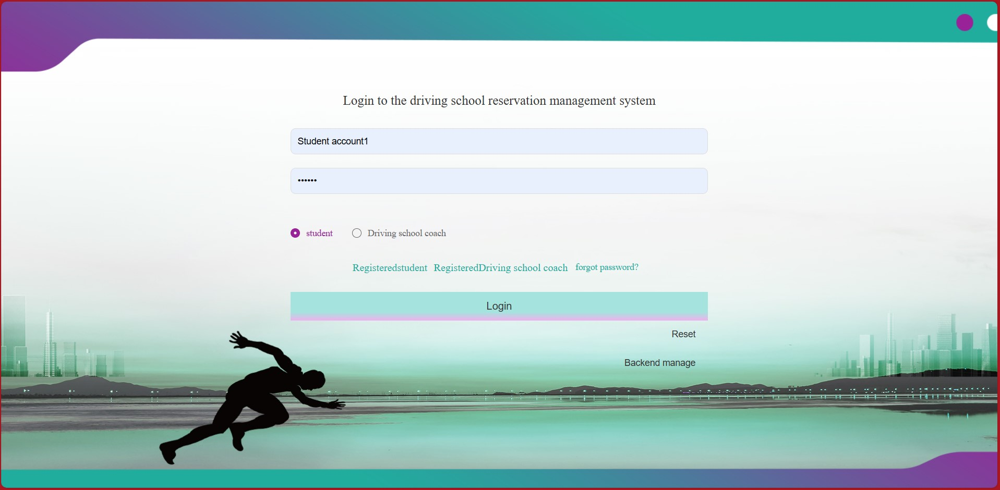 Login to the driving school reservation management system
Student account1
••••••
student Driving school coach
Registeredstudent RegisteredDriving school coach forgot password?
Login
Reset
Backend manage